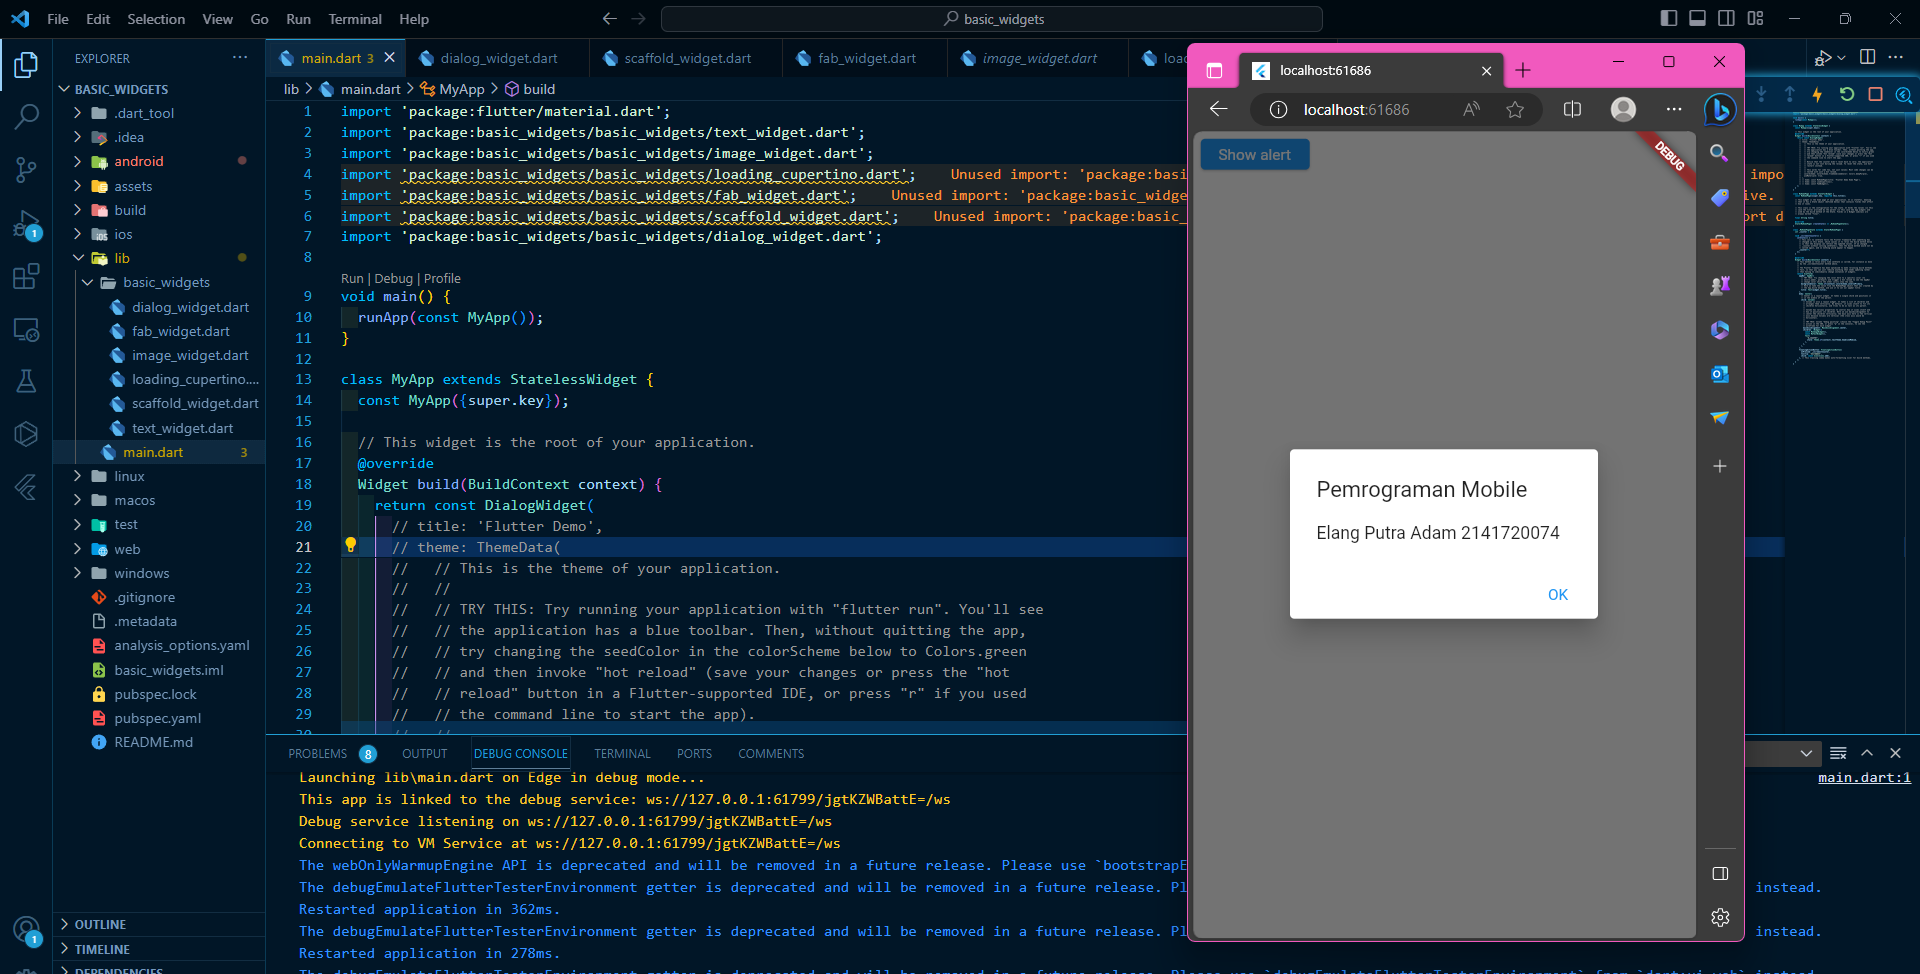 File Edit Selection View Go Run Terminal Help
basic_widgets
EXPLORER
BASIC_WIDGETS
.dart_tool
.idea
android
assets
build
ios
lib
basic_widgets
dialog_widget.dart
fab_widget.dart
image_widget.dart
loading_cupertino....
scaffold_widget.dart
text_widget.dart
main.dart 3
linux
macos
test
web
windows
.gitignore
.metadata
analysis_options.yaml
basic_widgets.iml
pubspec.lock
pubspec.yaml
README.md
OUTLINE
TIMELINE
DEPENDENCIES
1
1
main.dart 3
dialog_widget.dart
scaffold_widget.dart
fab_widget.dart
image_widget.dart
loac
lib > main.dart > MyApp > build
1 import 'package:flutter/material.dart';
2 import 'package:basic_widgets/basic_widgets/text_widget.dart';
3 import 'package:basic_widgets/basic_widgets/image_widget.dart';
4 import 'package:basic_widgets/basic_widgets/loading_cupertino.dart'; Unused import: 'package:basi impo
5 import 'package:basic_widgets/basic_widgets/fab_widget.dart'; Unused import: 'package:basic_widge ive.
6 import 'package:basic_widgets/basic_widgets/scaffold_widget.dart'; Unused import: 'package:basic_ ort d
7 import 'package:basic_widgets/basic_widgets/dialog_widget.dart';
8
Run | Debug | Profile
9 void main() {
10 runApp(const MyApp());
11 }
12
13 class MyApp extends StatelessWidget {
14 const MyApp({super.key});
15
16 // This widget is the root of your application.
17 @override
18 Widget build(BuildContext context) {
19 return const DialogWidget(
20 // title: 'Flutter Demo',
21 // theme: ThemeData(
22 // // This is the theme of your application.
23 // //
24 // // TRY THIS: Try running your application with "flutter run". You'll see
25 // // the application has a blue toolbar. Then, without quitting the app,
26 // // try changing the seedColor in the colorScheme below to Colors.green
27 // // and then invoke "hot reload" (save your changes or press the "hot
28 // // reload" button in a Flutter-supported IDE, or press "r" if you used
29 // // the command line to start the app).
30 // //
PROBLEMS 8 OUTPUT DEBUG CONSOLE TERMINAL PORTS COMMENTS
Launching lib\main.dart on Edge in debug mode...
main.dart:1
This app is linked to the debug service: ws://127.0.0.1:61799/jgtKZWBattE=/ws
Debug service listening on ws://127.0.0.1:61799/jgtKZWBattE=/ws
Connecting to VM Service at ws://127.0.0.1:61799/jgtKZWBattE=/ws
The webOnlyWarmupEngine API is deprecated and will be removed in a future release. Please use `bootstrapE
The debugEmulateFlutterTesterEnvironment getter is deprecated and will be removed in a future release. Pl instead.
Restarted application in 362ms.
The debugEmulateFlutterTesterEnvironment getter is deprecated and will be removed in a future release. Pl instead.
Restarted application in 278ms.
localhost:61686
localhost:61686
Show alert
DEBUG
Pemrograman Mobile
Elang Putra Adam 2141720074
OK